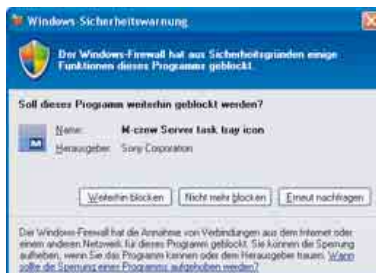 Windows-Sicherheitswarnung
Der Windows-Firewall hat aus Sicherheitsgründen einige
Funktionen dieses Programms geblockt.
Soll dieses Programm weiterhin geblockt werden?
Name: M-crew Server task tray icon
Herausgeber: Sony Corporation
Weiterhin blocken
Nicht mehr blocken
Erneut nachfragen
Der Windows-Firewall hat die Annahme von Verbindungen aus dem Internet oder
einem anderen Netzwerk für dieses Programm geblockt. Sie können die Sperrung
aufheben, wenn Sie das Programm kennen oder dem Herausgeber trauen. Wann
sollte die Sperrung eines Programms aufgehoben werden?